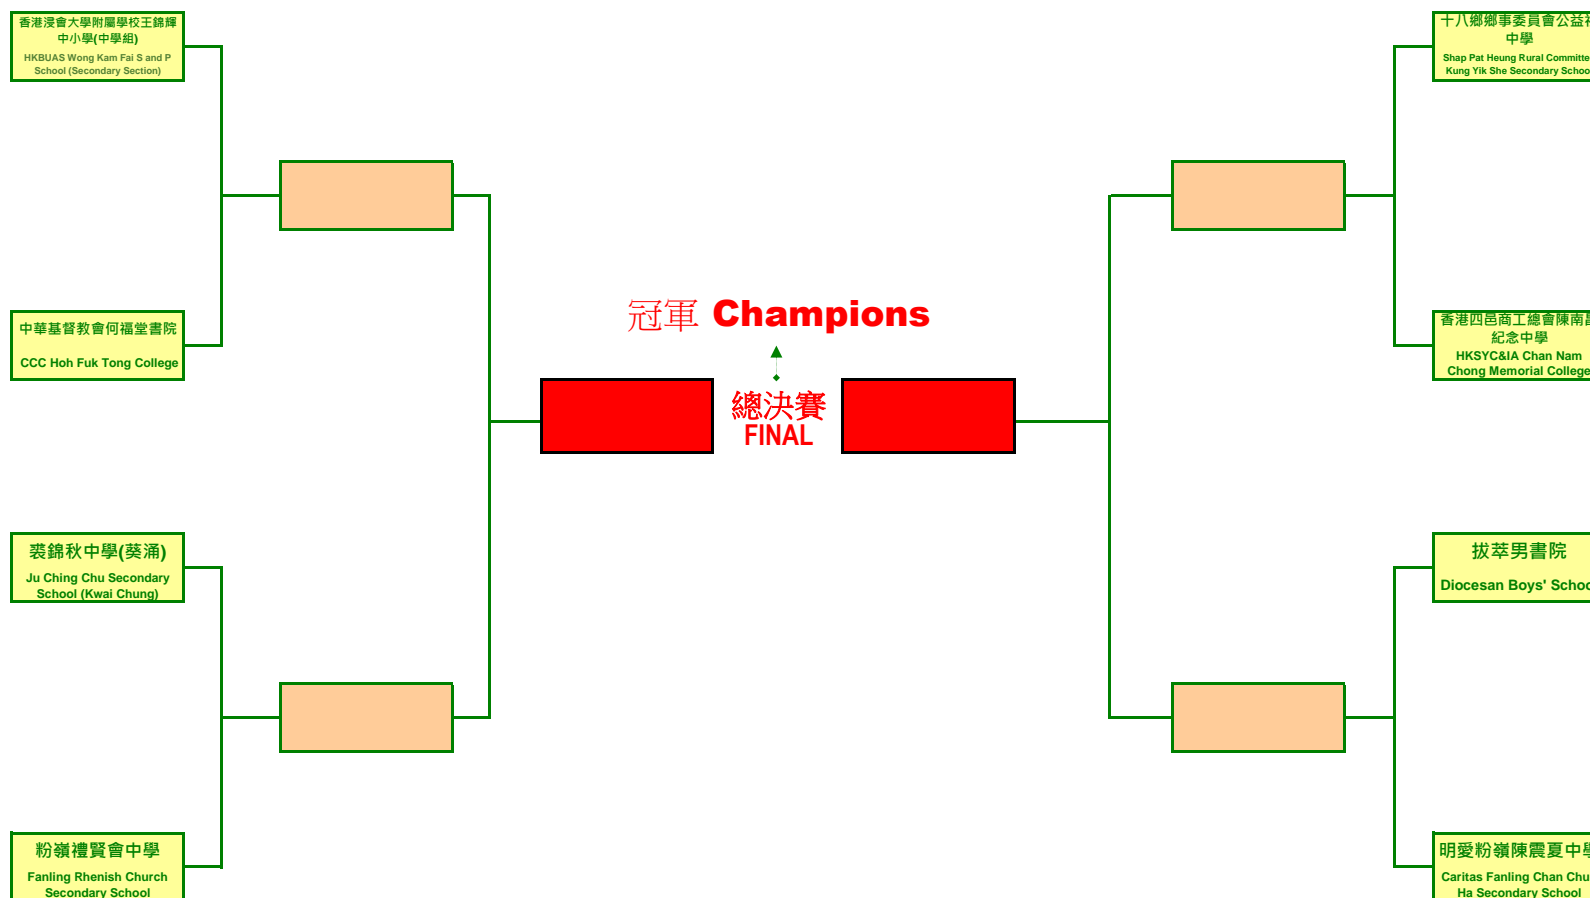 香港浸會大學附屬學校王錦輝
中小學(中學組)
HKBUAS Wong Kam Fai S and P
School (Secondary Section)
十八鄉鄉事委員會公益社
中學
Shap Pat Heung Rural Committe
Kung Yik She Secondary Schoo
冠軍 Champions
中華基督教會何福堂書院
CCC Hoh Fuk Tong College
香港四邑商工總會陳南昌
紀念中學
HKSYC&IA Chan Nam
Chong Memorial College
總決賽
FINAL
裘錦秋中學(葵涌)
Ju Ching Chu Secondary
School (Kwai Chung)
拔萃男書院
Diocesan Boys' Schoo
粉嶺禮賢會中學
Fanling Rhenish Church
Secondary School
明愛粉嶺陳震夏中學
Caritas Fanling Chan Chu
Ha Secondary School